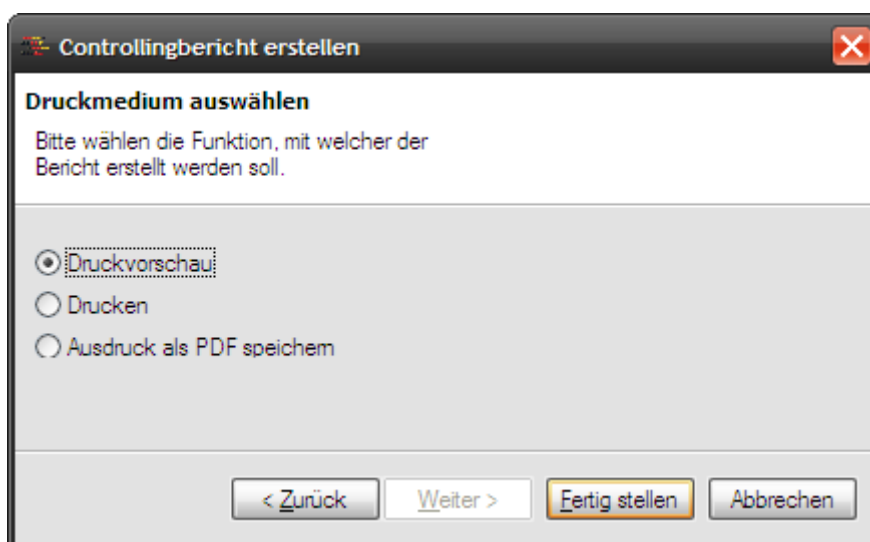 Controllingbericht erstellen
Druckmedium auswählen
Bitte wählen die Funktion, mit welcher der
Bericht erstellt werden soll.
Druckvorschau
Drucken
Ausdruck als PDF speichern
< Zurück Weiter > Fertig stellen Abbrechen